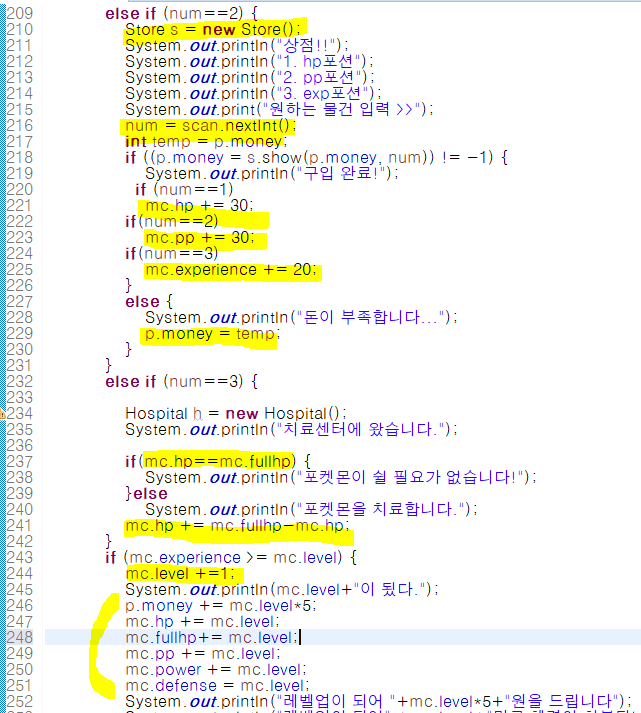 209 else if (num==2) {
210 Store s = new Store();
211 System.out.println("상점!!");
212 System.out.println("1. hp포션");
213 System.out.println("2. pp포션");
214 System.out.println("3. exp포션");
215 System.out.print("원하는 물건 입력 >>");
216 num = scan.nextInt();
217 int temp = p.money;
218 if ((p.money = s.show(p.money, num)) != -1) {
219 System.out.println("구입 완료!");
220 if (num==1)
221 mc.hp += 30;
222 if(num==2)
223 mc.pp += 30;
224 if(num==3)
225 mc.experience += 20;
226 }
227 else {
228 System.out.println("돈이 부족합니다...");
229 p.money = temp;
230 }
231 }
232 else if (num==3) {
233
234 Hospital h = new Hospital();
235 System.out.println("치료센터에 왔습니다.");
236
237 if(mc.hp==mc.fullhp) {
238 System.out.println("포켓몬이 쉴 필요가 없습니다!");
239 }else
240 System.out.println("포켓몬을 치료합니다.");
241 mc.hp += mc.fullhp-mc.hp;
242 }
243 if (mc.experience >= mc.level) {
244 mc.level +=1;
245 System.out.println(mc.level+"이 됬다.");
246 p.money += mc.level*5;
247 mc.hp += mc.level;
248 mc.fullhp+= mc.level;
249 mc.pp += mc.level;
250 mc.power += mc.level;
251 mc.defense = mc.level;
252 System.out.println("레벨업이 되어 "+mc.level*5+"원을 드립니다");